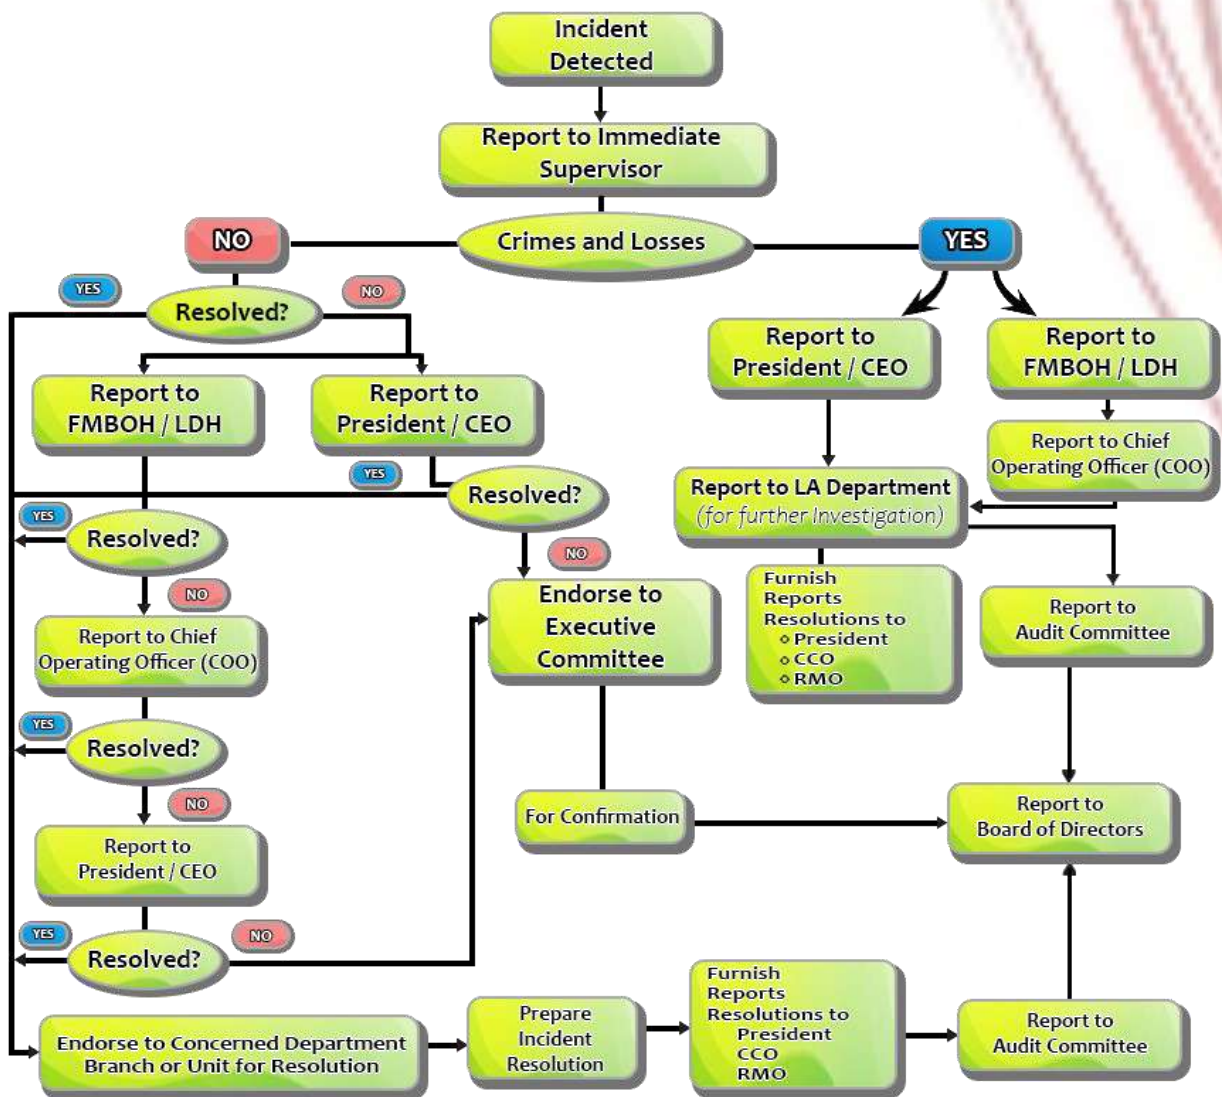 Incident
Detected
Report to Immediate
Supervisor
NO
Crimes and Losses
YES
YES
Resolved?
NO
Report to
President / CEO
Report to
FMBOH / LDH
Report to
FMBOH / LDH
Report to
President / CEO
Report to Chief
Operating Officer (COO)
YES
Resolved?
Report to LA Department
(for further Investigation)
YES
Resolved?
NO
NO
Furnish
Reports
Resolutions to
◇ President
◇ CCO
◇ RMO
Endorse to
Executive
Committee
Report to
Audit Committee
Report to Chief
Operating Officer (COO)
YES
Resolved?
NO
For Confirmation
Report to
Board of Directors
Report to
President / CEO
YES
Resolved?
NO
Endorse to Concerned Department
Branch or Unit for Resolution
Prepare
Incident
Resolution
Furnish
Reports
Resolutions to
President
CCO
RMO
Report to
Audit Committee